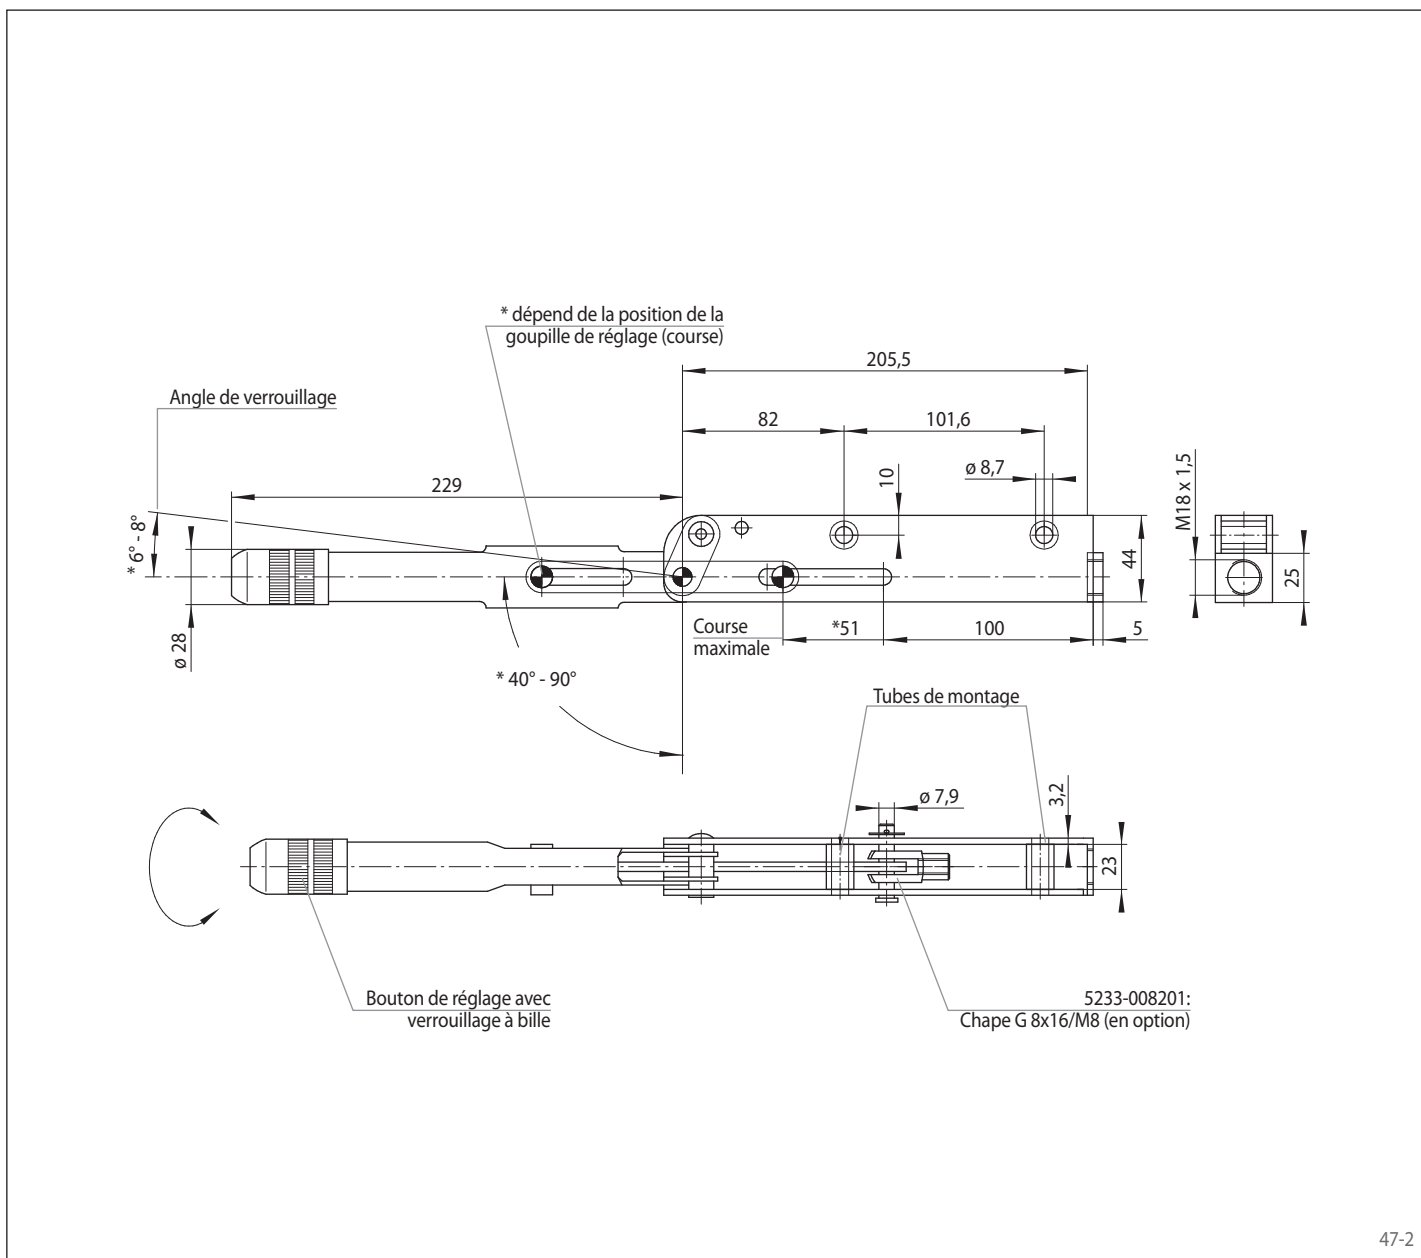 * dépend de la position de la
goupille de réglage (course)
205,5
Angle de verrouillage
82
101,6
10
ø 8,7
M18 x 1,5
229
* 6° - 8°
44
25
ø 28
Course
maximale
*51
100
5
* 40° - 90°
Tubes de montage
ø 7,9
3,2
23
Bouton de réglage avec
verrouillage à bille
5233-008201:
Chape G 8x16/M8 (en option)
47-2